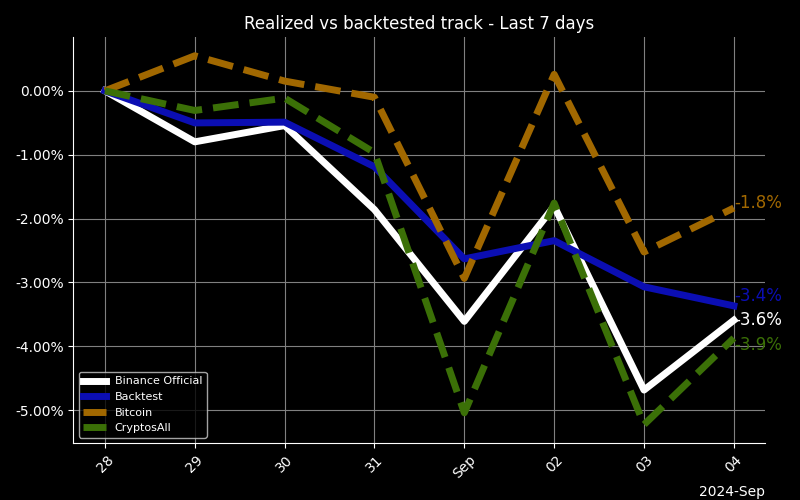 Realized vs backtested track - Last 7 days
0.00%
-1.00%
-2.00%
-3.00%
-4.00%
-5.00%
-1.8%
-3.4%
-3.6%
-3.9%
Binance Official
Backtest
Bitcoin
CryptosAll
28
29
30
31
Sep
02
03
04
2024-Sep